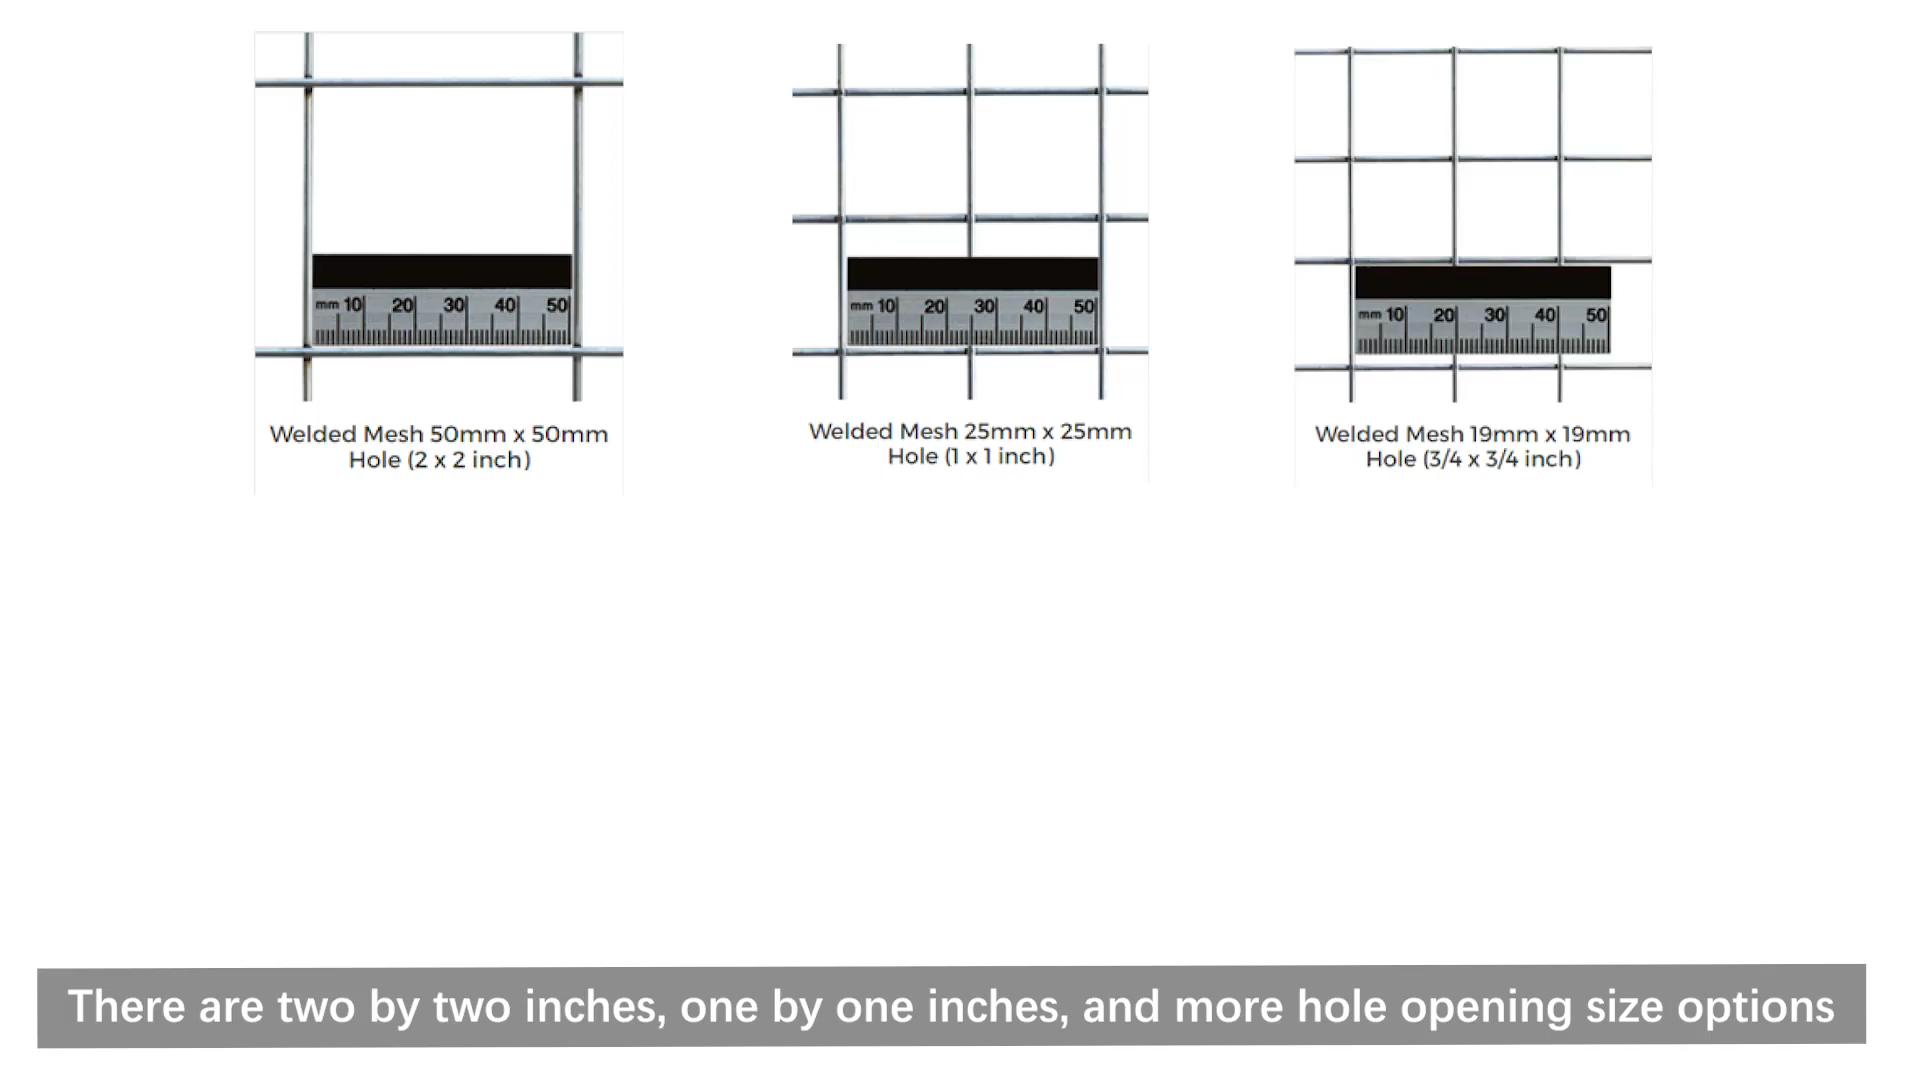 mm 10 20 30 40 50
Welded Mesh 50mm x 50mm
Hole (2 x 2 inch)
mm 10 20 30 40 50
Welded Mesh 25mm x 25mm
Hole (1 x 1 inch)
mm 10 20 30 40 50
Welded Mesh 19mm x 19mm
Hole (3/4 x 3/4 inch)
There are two by two inches, one by one inches, and more hole opening size options